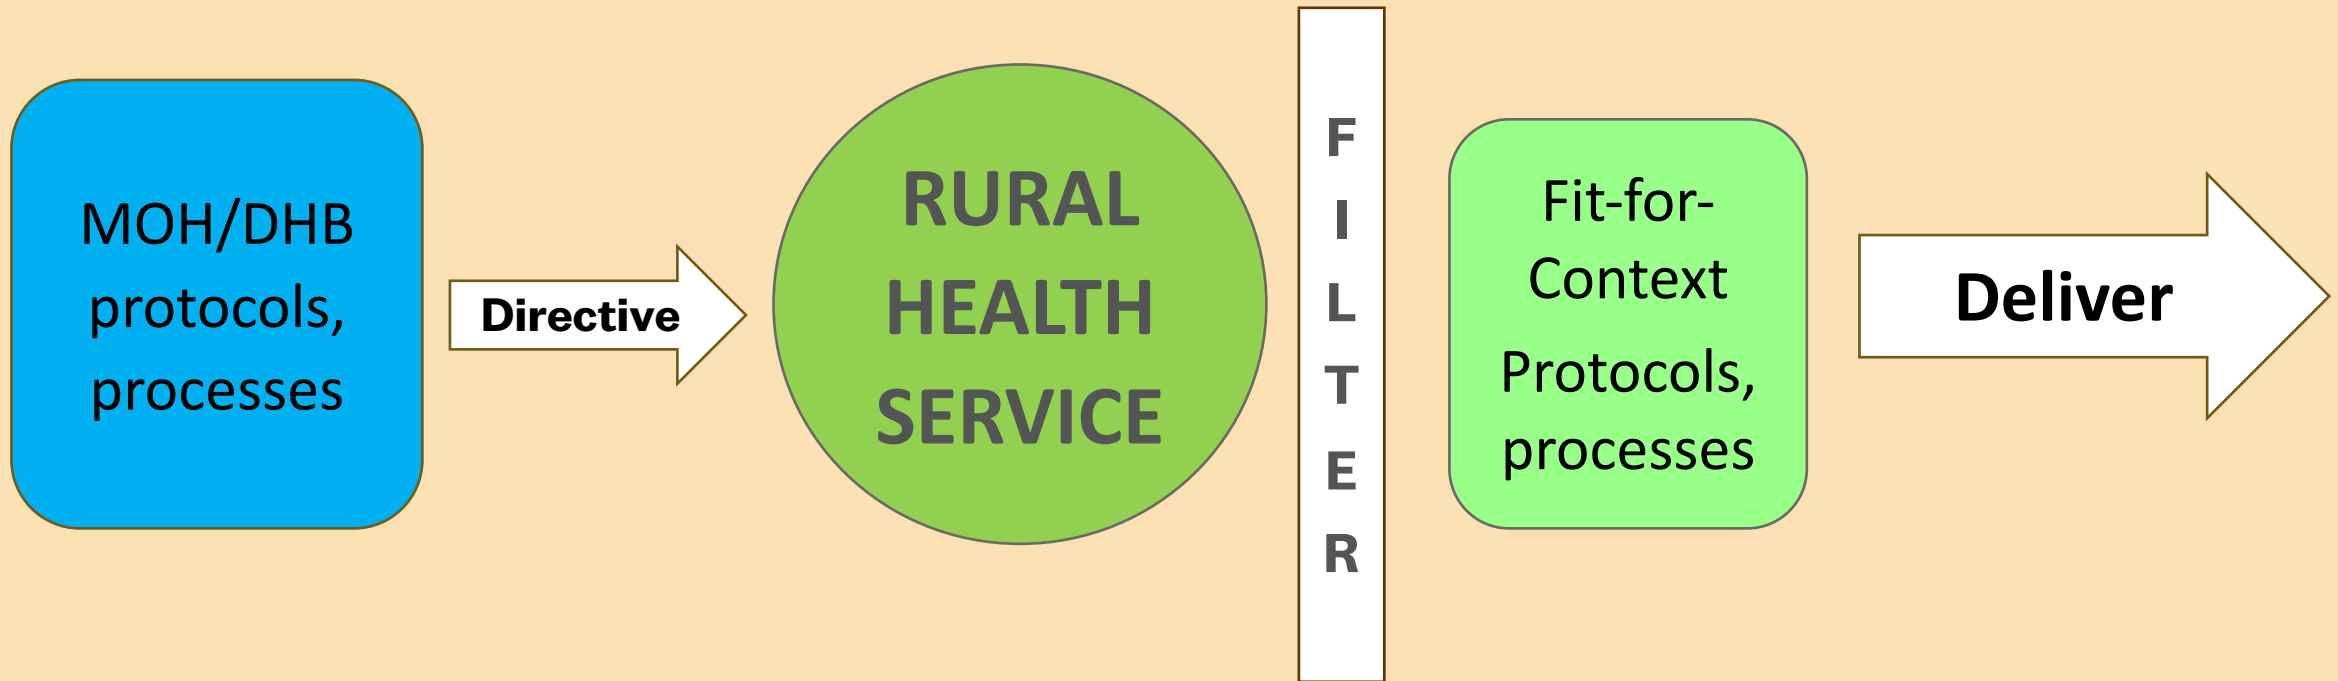 MOH/DHB
protocols,
processes
Directive
RURAL
HEALTH
SERVICE
F
I
L
T
E
R
Fit-for-
Context
Protocols,
processes
Deliver